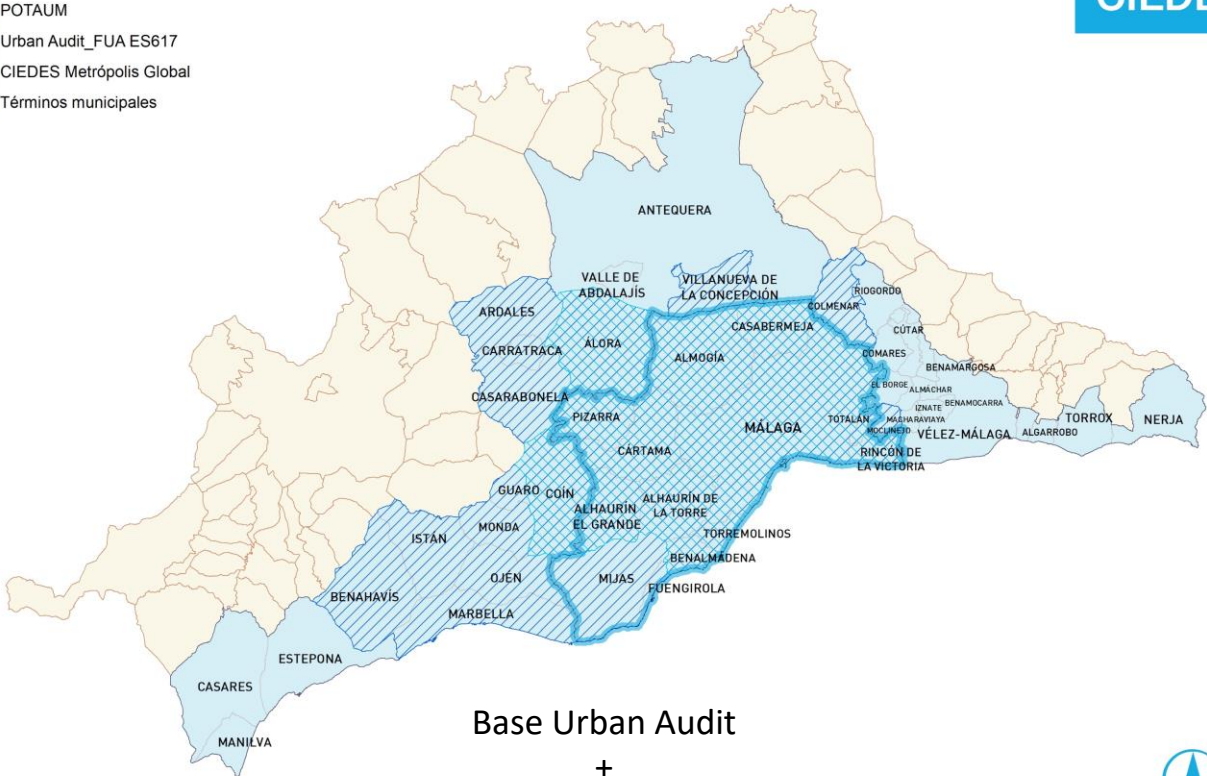 POTAUM
Urban Audit_FUA ES617
CIEDES Metrópolis Global
Términos municipales
ANTEQUERA
VALLE DE
ABDALAJÍS
VILLANUEVA DE
LA CONCEPCIÓN
RIOGORDO
COLMENAR
ARDALES
CASABERMEJA
CÚTAR
ÁLORA
CARRATRACA
ALMOGÍA
COMARES
BENAMARGOSA
EL BORGE
ALMÁCHAR
CASARABONELA
BENAMOCARRA
IZNATE
PIZARRA
TOTALÁN
MACHARAVIAYA
TORROX
NERJA
MÁLAGA
MOCLINEJO
VÉLEZ-MÁLAGA
ALGARROBO
CÁRTAMA
RINCÓN DE
LA VICTORIA
GUARO
COÍN
ALHAURÍN DE
LA TORRE
ALHAURÍN
EL GRANDE
MONDA
ISTÁN
TORREMOLINOS
BENALMÁDENA
OJÉN
MIJAS
FUENGIROLA
BENAHAVÍS
MARBELLA
ESTEPONA
CASARES
MANILVA
Base Urban Audit
+